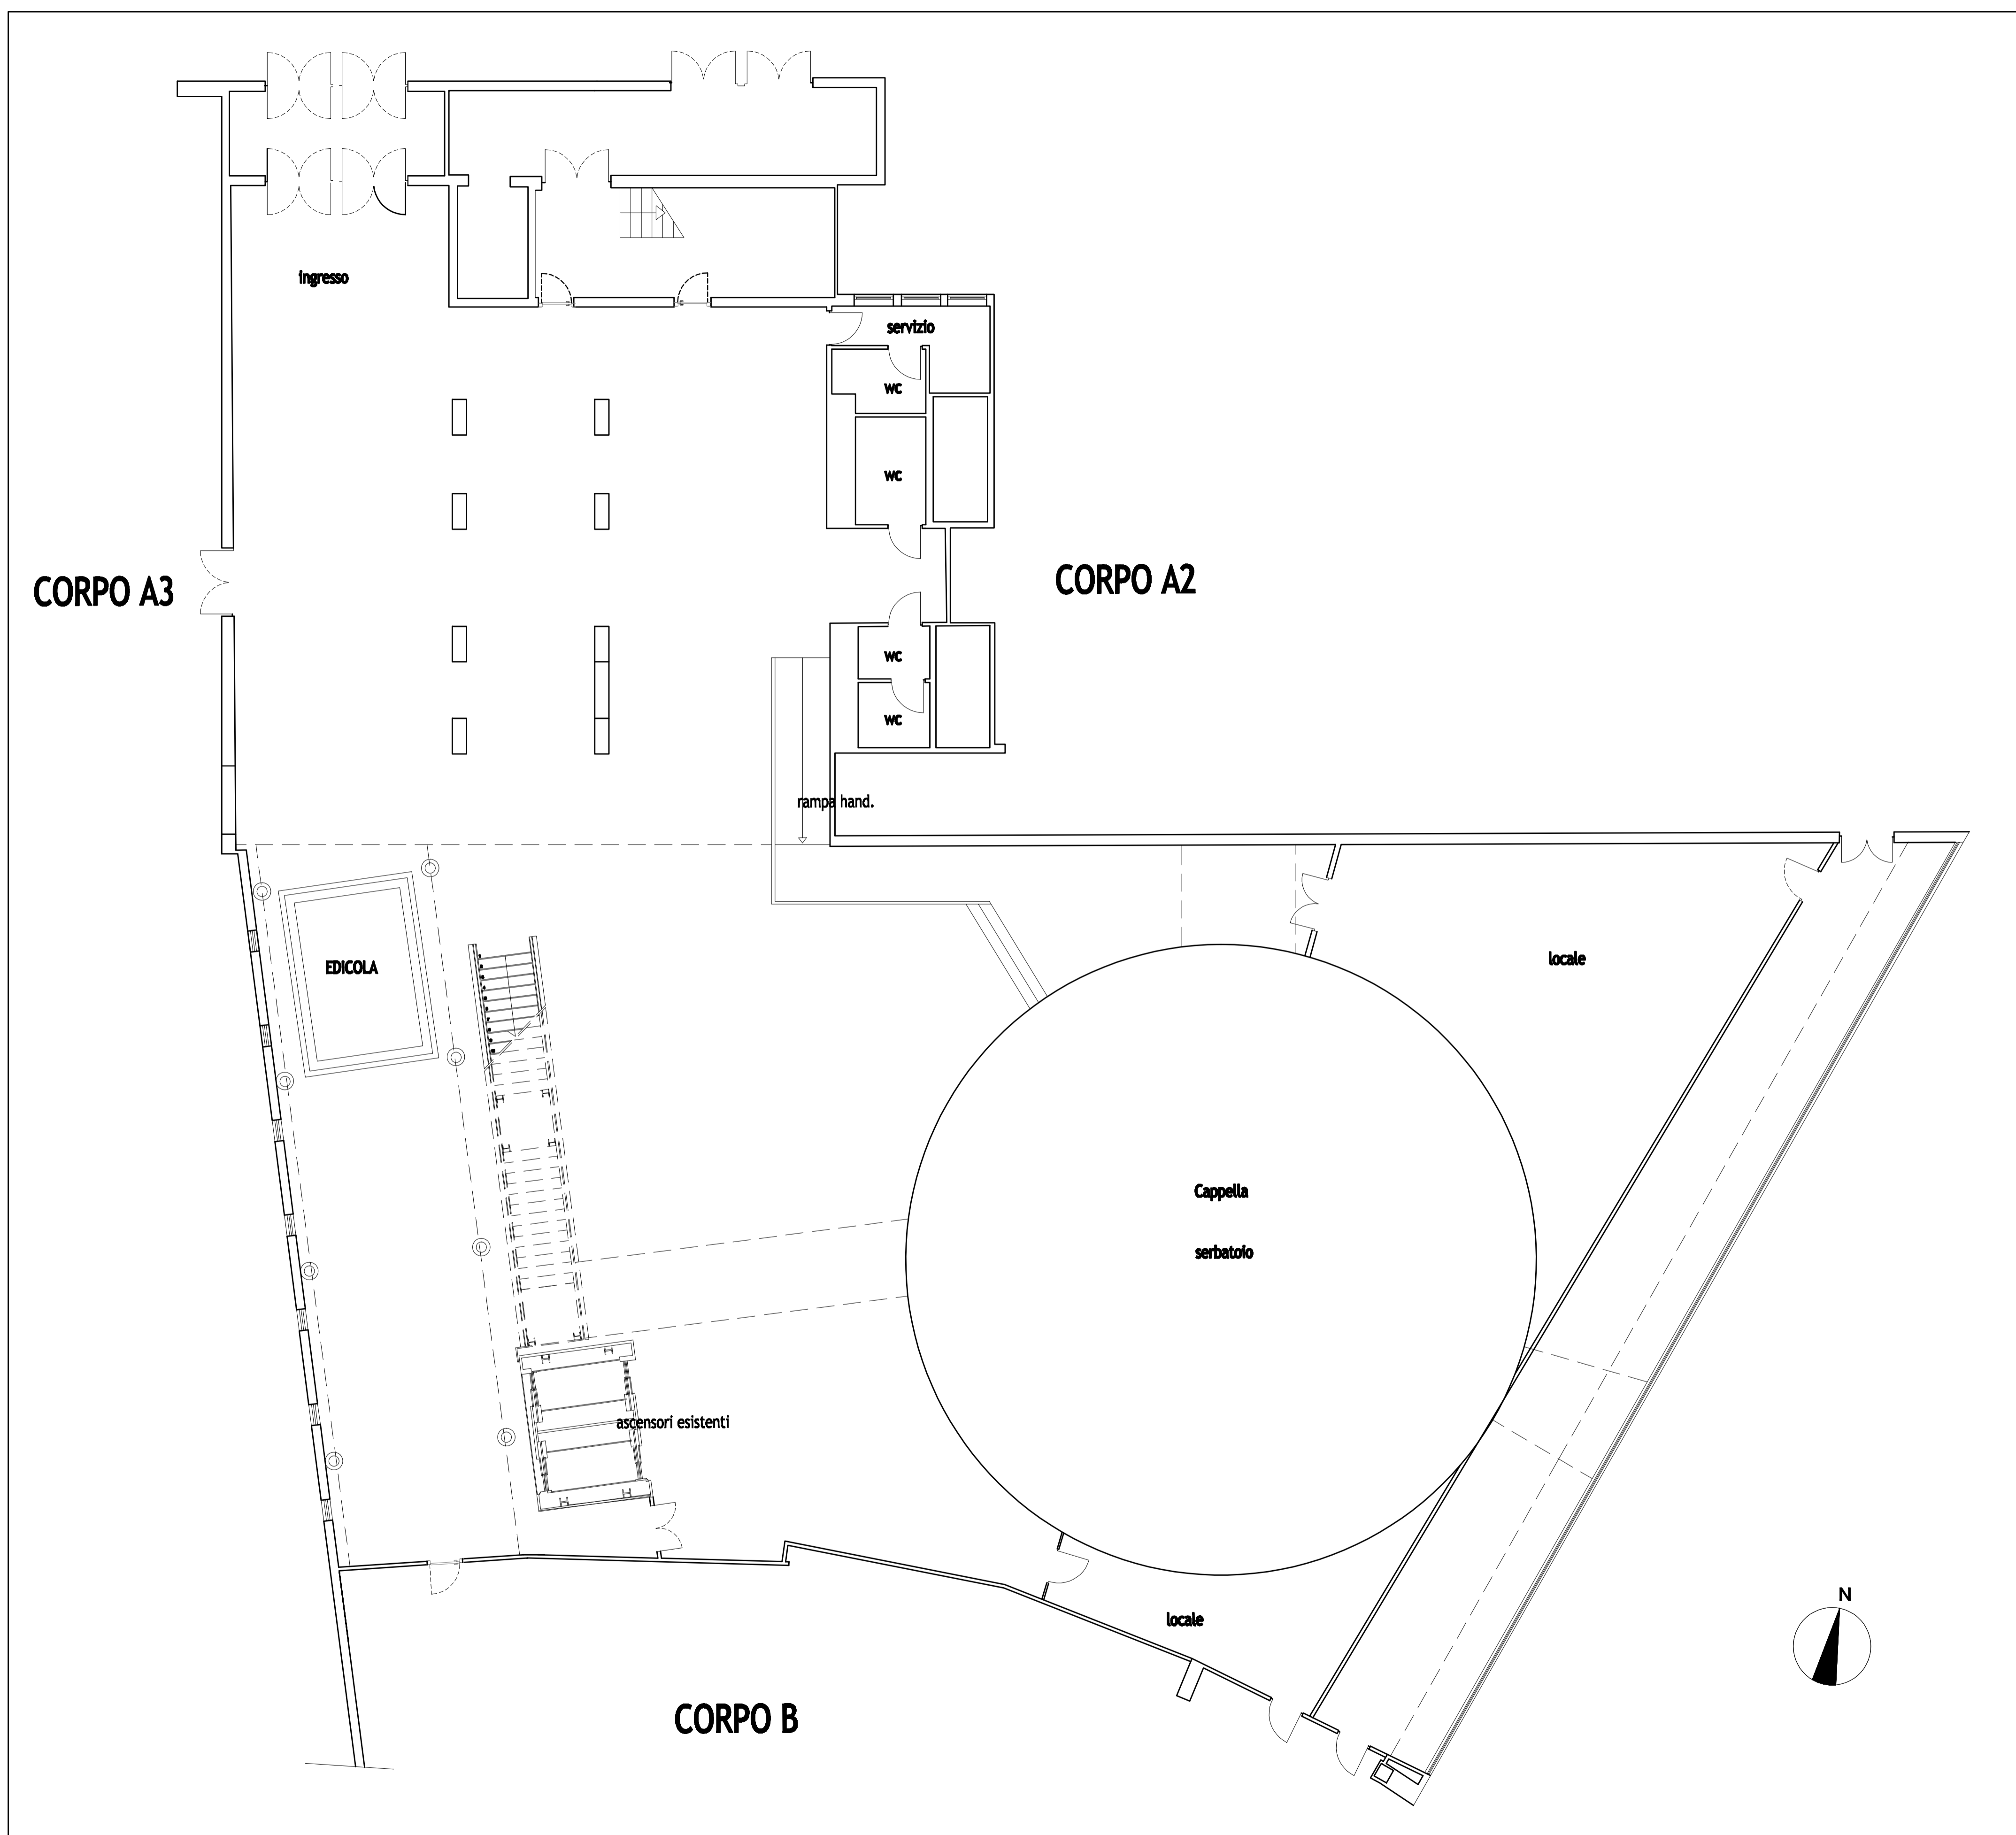 ingresso
servizio
wc
wc
CORPO A3
CORPO A2
wc
wc
rampa hand.
EDICOLA
locale
Cappella
serbatoio
ascensori esistenti
N
locale
CORPO B